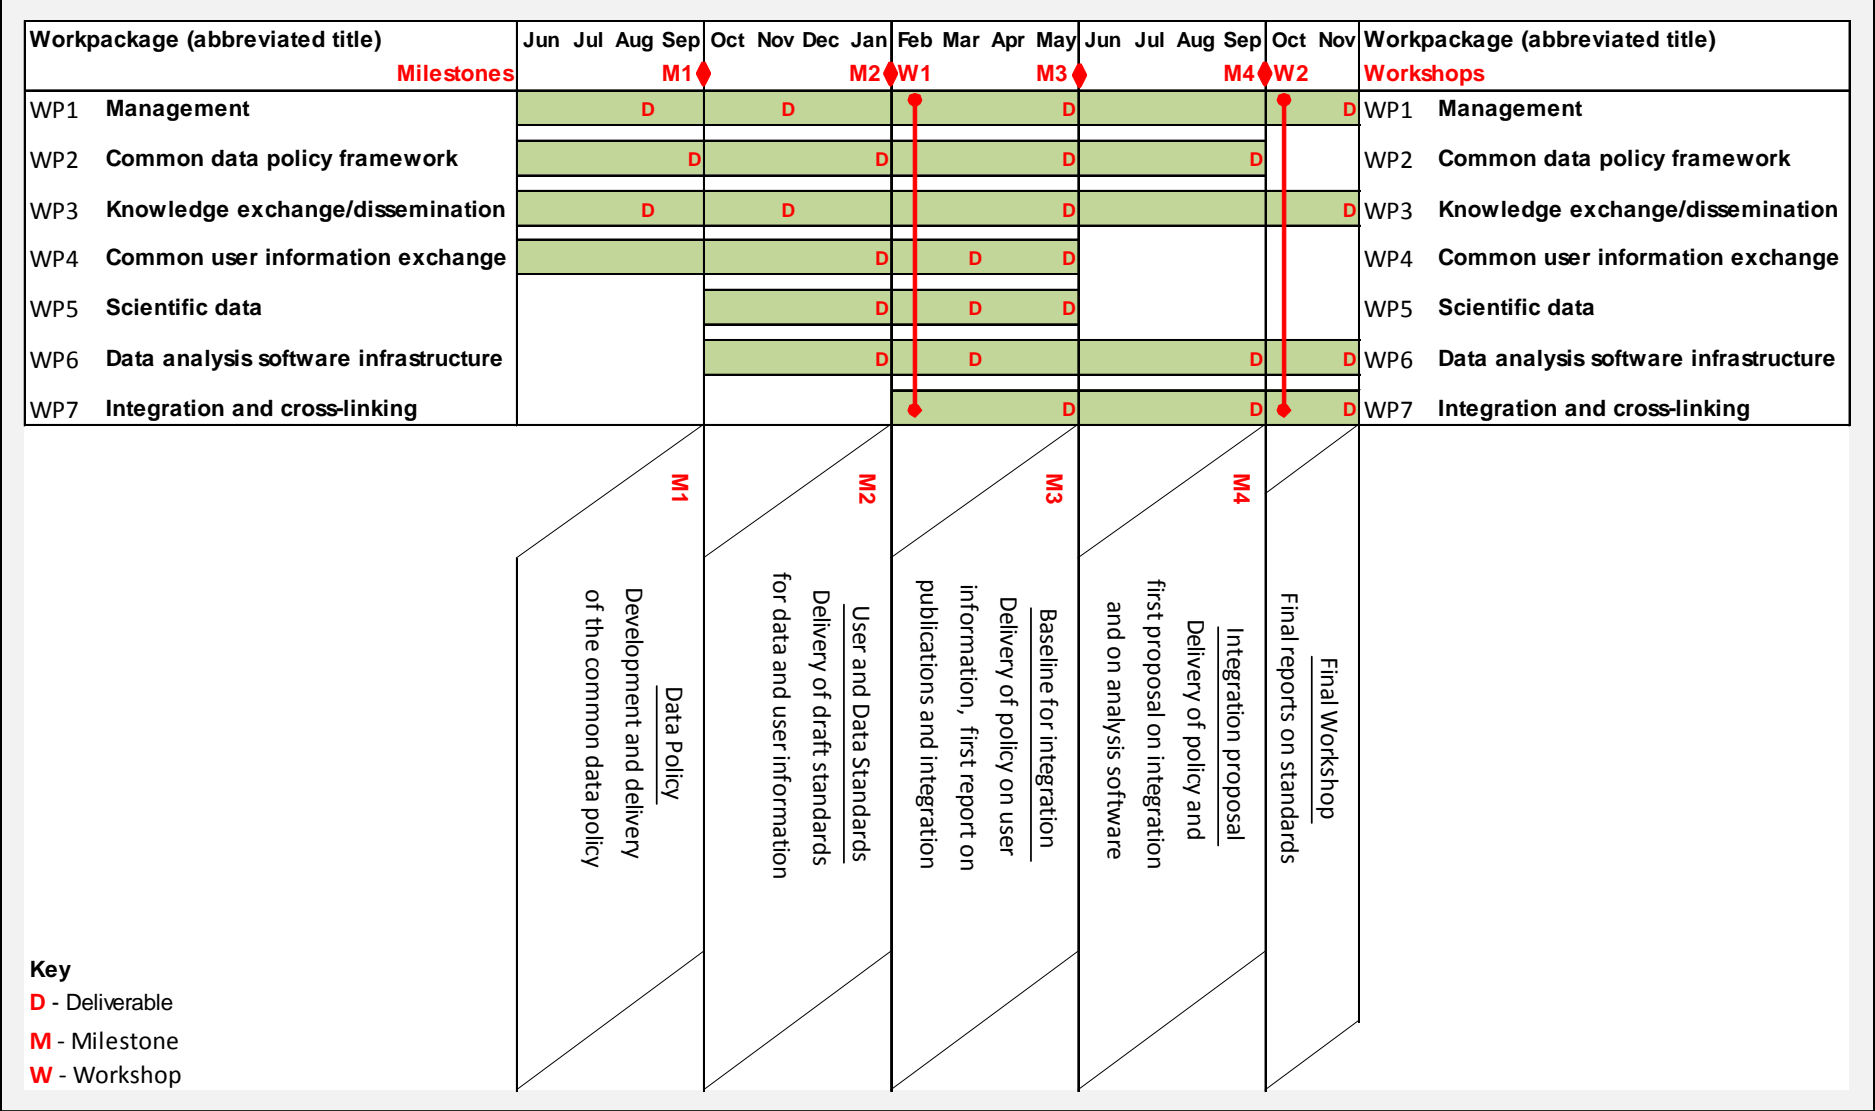 Workpackage (abbreviated title) Jun Jul Aug Sep Oct Nov Dec Jan Feb Mar Apr May Jun Jul Aug Sep Oct Nov Workpackage (abbreviated title)
Milestones M1 M2 W1 M3 M4 W2 Workshops
WP1 Management D D D D WP1 Management
WP2 Common data policy framework D D D D WP2 Common data policy framework
WP3 Knowledge exchange/dissemination D D D D WP3 Knowledge exchange/dissemination
WP4 Common user information exchange D D D WP4 Common user information exchange
WP5 Scientific data D D D WP5 Scientific data
WP6 Data analysis software infrastructure D D D D WP6 Data analysis software infrastructure
WP7 Integration and cross-linking D D D WP7 Integration and cross-linking
M1
Data Policy
Development and delivery
of the common data policy
M2
User and Data Standards
Delivery of draft standards
for data and user information
M3
Baseline for integration
Delivery of policy on user
information, first report on
publications and integration
M4
Integration proposal
Delivery of policy and
first proposal on integration
and on analysis software
Final Workshop
Final reports on standards
Key
D - Deliverable
M - Milestone
W - Workshop